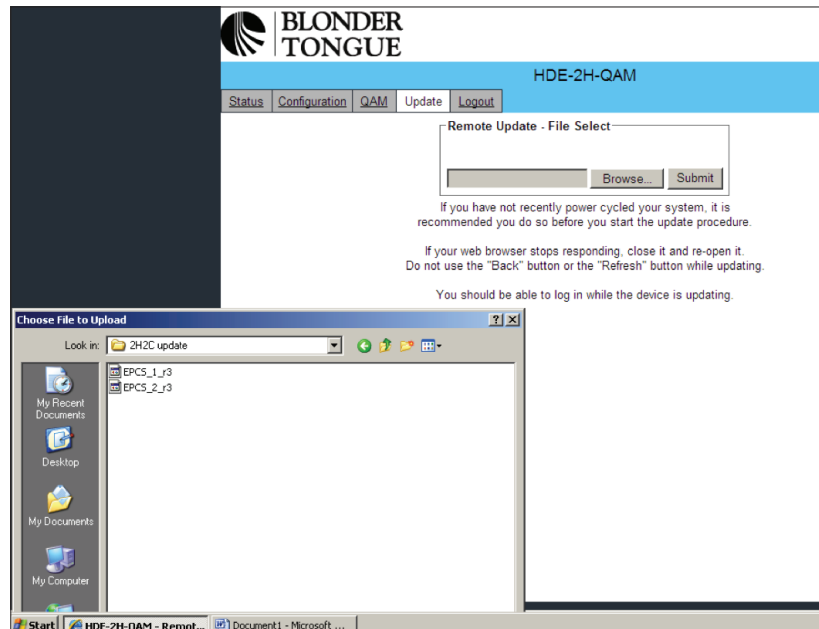 BLONDER
TONGUE
HDE-2H-QAM
Status Configuration QAM Update Logout
Remote Update - File Select
Browse... Submit
If you have not recently power cycled your system, it is
recommended you do so before you start the update procedure.
If your web browser stops responding, close it and re-open it.
Do not use the "Back" button or the "Refresh" button while updating.
You should be able to log in while the device is updating.
Choose File to Upload
Look in: 2H2C update
EPCS_1_r3
EPCS_2_r3
My Recent
Documents
Desktop
My Documents
My Computer
Start HDE-2H-QAM - Remot... Document1 - Microsoft ...